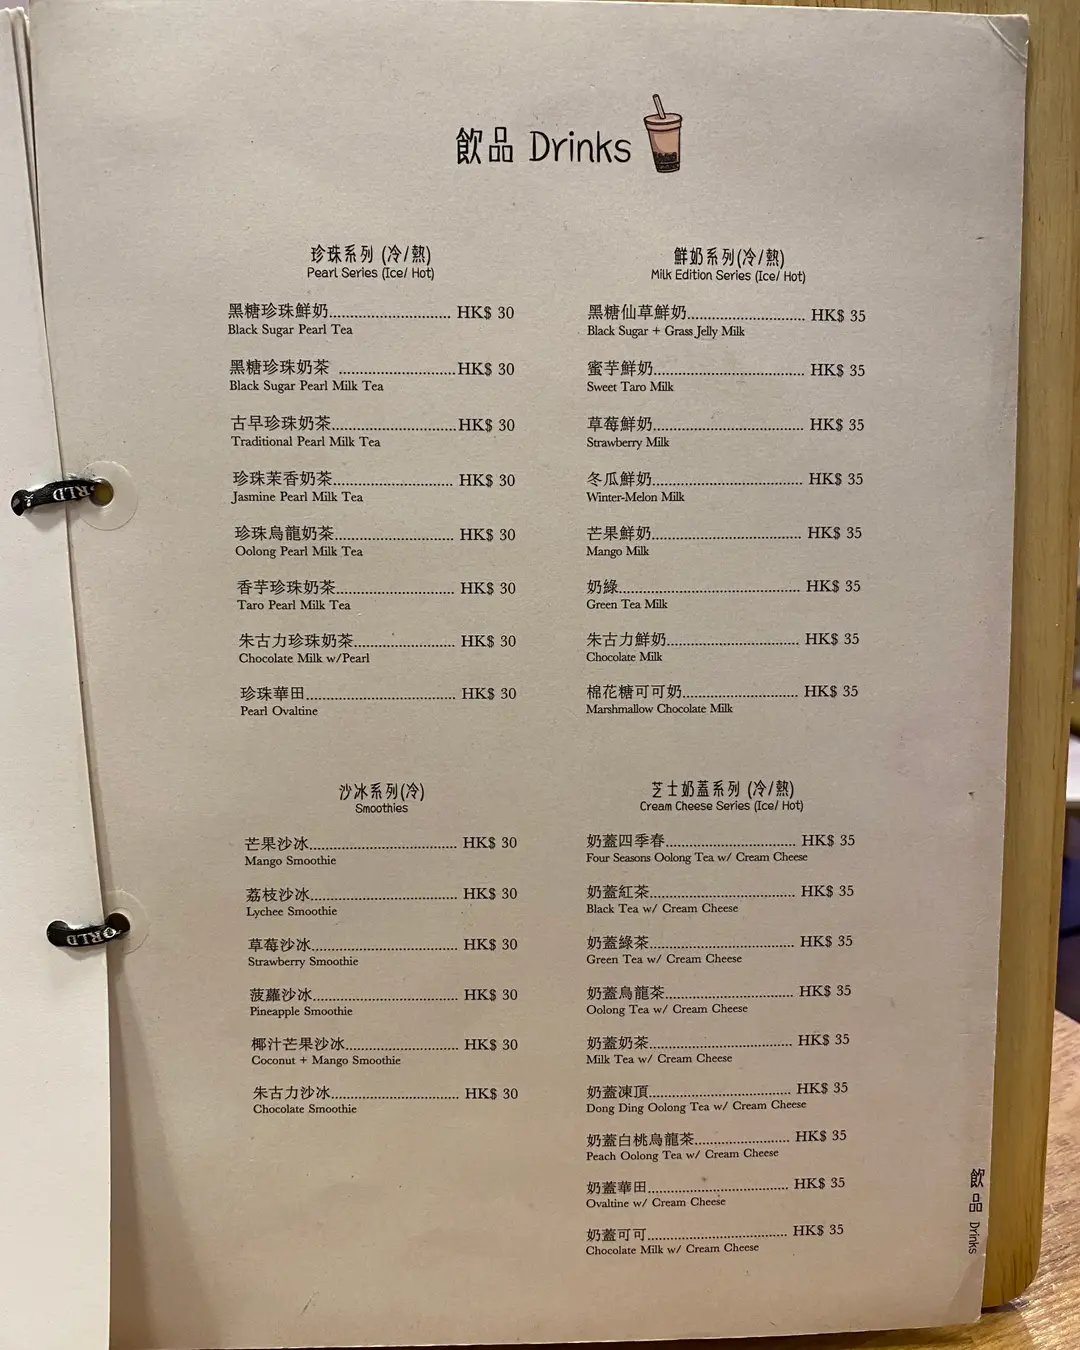 飲品 Drinks
珍珠系列 (冷/熱)
Pearl Series (Ice/ Hot)
黑糖珍珠鮮奶............................ HK$ 30
Black Sugar Pearl Tea
黑糖珍珠奶茶 ...........................HK$ 30
Black Sugar Pearl Milk Tea
古早珍珠奶茶............................HK$ 30
Traditional Pearl Milk Tea
珍珠茉香奶茶............................ HK$ 30
Jasmine Pearl Milk Tea
珍珠烏龍奶茶............................ HK$ 30
Oolong Pearl Milk Tea
香芋珍珠奶茶............................ HK$ 30
Taro Pearl Milk Tea
朱古力珍珠奶茶........................ HK$ 30
Chocolate Milk w/Pearl
珍珠華田................................... HK$ 30
Pearl Ovaltine
沙冰系列(冷)
Smoothies
芒果沙冰................................... HK$ 30
Mango Smoothie
荔枝沙冰................................... HK$ 30
Lychee Smoothie
草莓沙冰................................... HK$ 30
Strawberry Smoothie
菠蘿沙冰................................... HK$ 30
Pineapple Smoothie
椰汁芒果沙冰........................... HK$ 30
Coconut + Mango Smoothie
朱古力沙冰............................... HK$ 30
Chocolate Smoothie
鮮奶系列(冷/熱)
Milk Edition Series (Ice/ Hot)
黑糖仙草鮮奶............................ HK$ 35
Black Sugar + Grass Jelly Milk
蜜芋鮮奶.................................... HK$ 35
Sweet Taro Milk
草莓鮮奶.................................... HK$ 35
Strawberry Milk
冬瓜鮮奶.................................... HK$ 35
Winter-Melon Milk
芒果鮮奶.................................... HK$ 35
Mango Milk
奶綠............................................ HK$ 35
Green Tea Milk
朱古力鮮奶................................ HK$ 35
Chocolate Milk
棉花糖可可奶............................ HK$ 35
Marshmallow Chocolate Milk
芝士奶蓋系列 (冷/熱)
Cream Cheese Series (Ice/ Hot)
奶蓋四季春................................ HK$ 35
Four Seasons Oolong Tea w/ Cream Cheese
奶蓋紅茶................................... HK$ 35
Black Tea w/ Cream Cheese
奶蓋綠茶................................... HK$ 35
Green Tea w/ Cream Cheese
奶蓋烏龍茶............................... HK$ 35
Oolong Tea w/ Cream Cheese
奶蓋奶茶................................... HK$ 35
Milk Tea w/ Cream Cheese
奶蓋凍頂................................... HK$ 35
Dong Ding Oolong Tea w/ Cream Cheese
奶蓋白桃烏龍茶....................... HK$ 35
Peach Oolong Tea w/ Cream Cheese
奶蓋華田................................... HK$ 35
Ovaltine w/ Cream Cheese
奶蓋可可................................... HK$ 35
Chocolate Milk w/ Cream Cheese
飲品 Drinks
RLD
ORLD